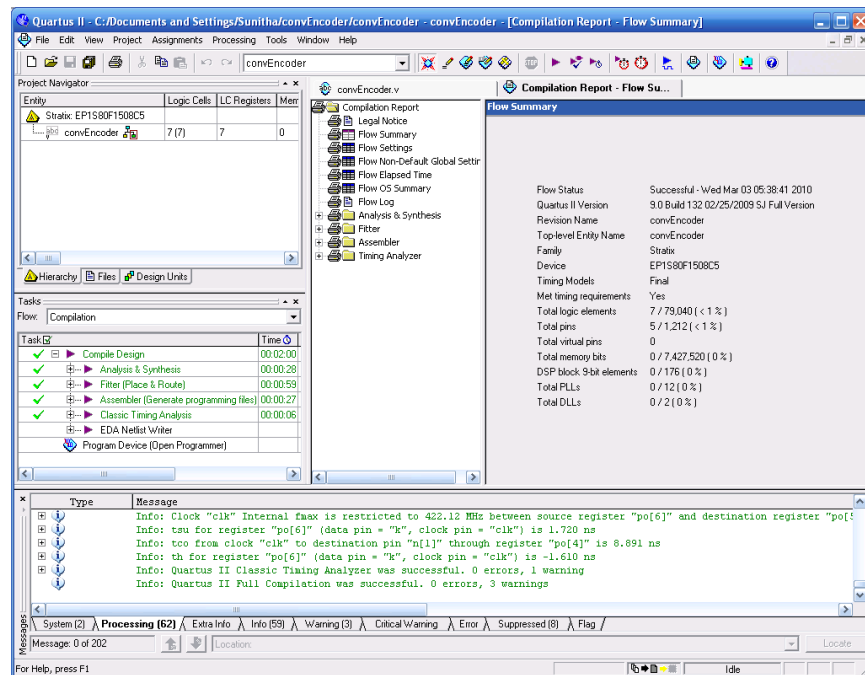 Quartus II - C:/Documents and Settings/Sunitha/convEncoder/convEncoder - convEncoder - [Compilation Report - Flow Summary]
File Edit View Project Assignments Processing Tools Window Help
convEncoder
Project Navigator
Entity Logic Cells LC Registers Mem
Stratix: EP1S80F1508C5
convEncoder 7 (7) 7 0
Hierarchy Files Design Units
Tasks
Flow: Compilation
Task Time
Compile Design 00:02:00
Analysis & Synthesis 00:00:28
Fitter (Place & Route) 00:00:59
Assembler (Generate programming files) 00:00:27
Classic Timing Analysis 00:00:06
EDA Netlist Writer
Program Device (Open Programmer)
convEncoder.v
Compilation Report - Flow Su...
Compilation Report
Legal Notice
Flow Summary
Flow Settings
Flow Non-Default Global Settin
Flow Elapsed Time
Flow OS Summary
Flow Log
Analysis & Synthesis
Fitter
Assembler
Timing Analyzer
Flow Summary
Flow Status Successful - Wed Mar 03 05:38:41 2010
Quartus II Version 9.0 Build 132 02/25/2009 SJ Full Version
Revision Name convEncoder
Top-level Entity Name convEncoder
Family Stratix
Device EP1S80F1508C5
Timing Models Final
Met timing requirements Yes
Total logic elements 7 / 79,040 ( < 1 % )
Total pins 5 / 1,212 ( < 1 % )
Total virtual pins 0
Total memory bits 0 / 7,427,520 ( 0 % )
DSP block 9-bit elements 0 / 176 ( 0 % )
Total PLLs 0 / 12 ( 0 % )
Total DLLs 0 / 2 ( 0 % )
Type Message
Info: Clock "clk" Internal fmax is restricted to 422.12 MHz between source register "po[6]" and destination register "po[5
Info: tsu for register "po[6]" (data pin = "k", clock pin = "clk") is 1.720 ns
Info: tco from clock "clk" to destination pin "n[1]" through register "po[4]" is 8.891 ns
Info: th for register "po[6]" (data pin = "k", clock pin = "clk") is -1.610 ns
Info: Quartus II Classic Timing Analyzer was successful. 0 errors, 1 warning
Info: Quartus II Full Compilation was successful. 0 errors, 3 warnings
System (2) Processing (62) Extra Info Info (59) Warning (3) Critical Warning Error Suppressed (8) Flag
Messages
Message: 0 of 202 Location: Locate
For Help, press F1 Idle